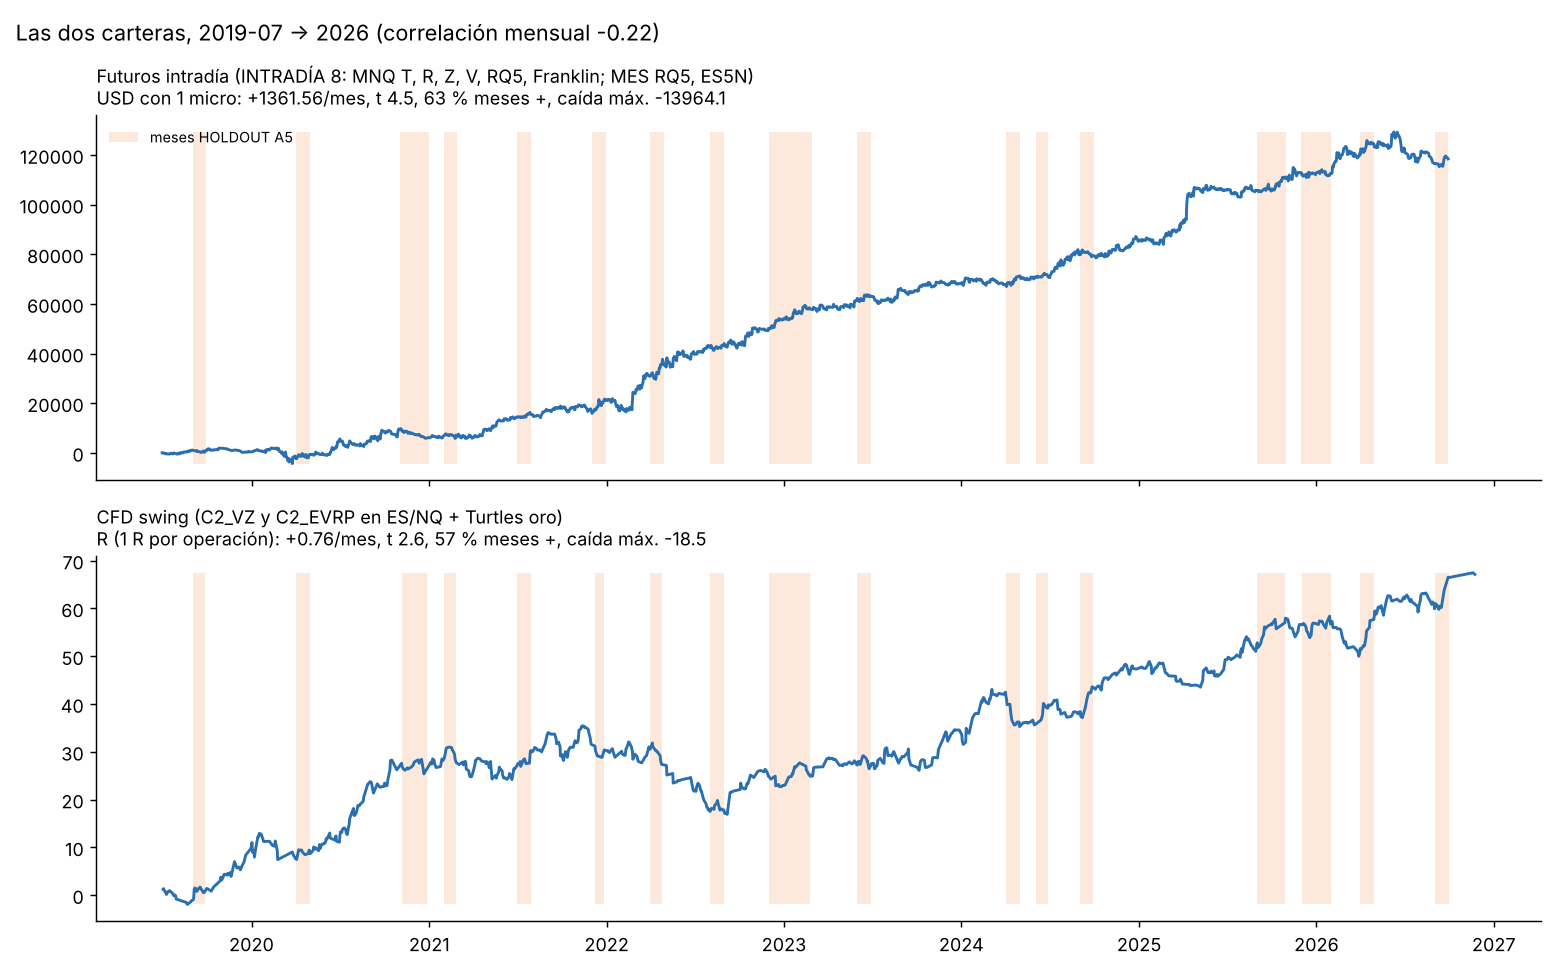 Las dos carteras, 2019-07 → 2026 (correlación mensual -0.22)
Futuros intradía (INTRADÍA 8: MNQ T, R, Z, V, RQ5, Franklin; MES RQ5, ES5N)
USD con 1 micro: +1361.56/mes, t 4.5, 63 % meses +, caída máx. -13964.1
meses HOLDOUT A5
120000
100000
80000
60000
40000
20000
0
CFD swing (C2_VZ y C2_EVRP en ES/NQ + Turtles oro)
R (1 R por operación): +0.76/mes, t 2.6, 57 % meses +, caída máx. -18.5
70
60
50
40
30
20
10
0
2020 2021 2022 2023 2024 2025 2026 2027